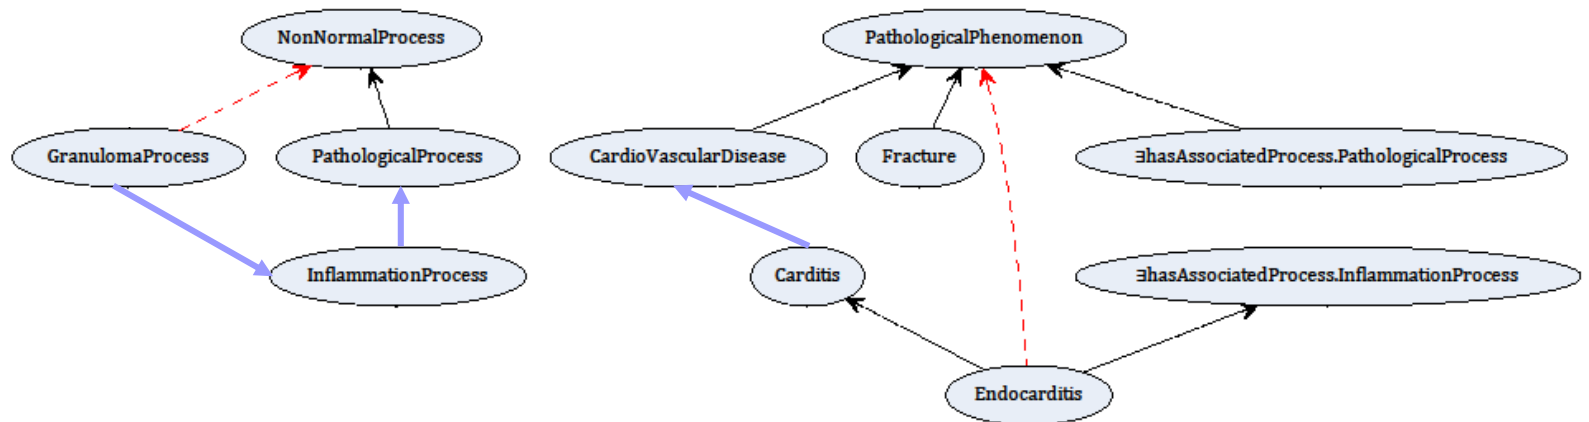 NonNormalProcess
PathologicalPhenomenon
GranulomaProcess
PathologicalProcess
CardioVascularDisease
Fracture
∃hasAssociatedProcess.PathologicalProcess
InflammationProcess
Carditis
∃hasAssociatedProcess.InflammationProcess
Endocarditis